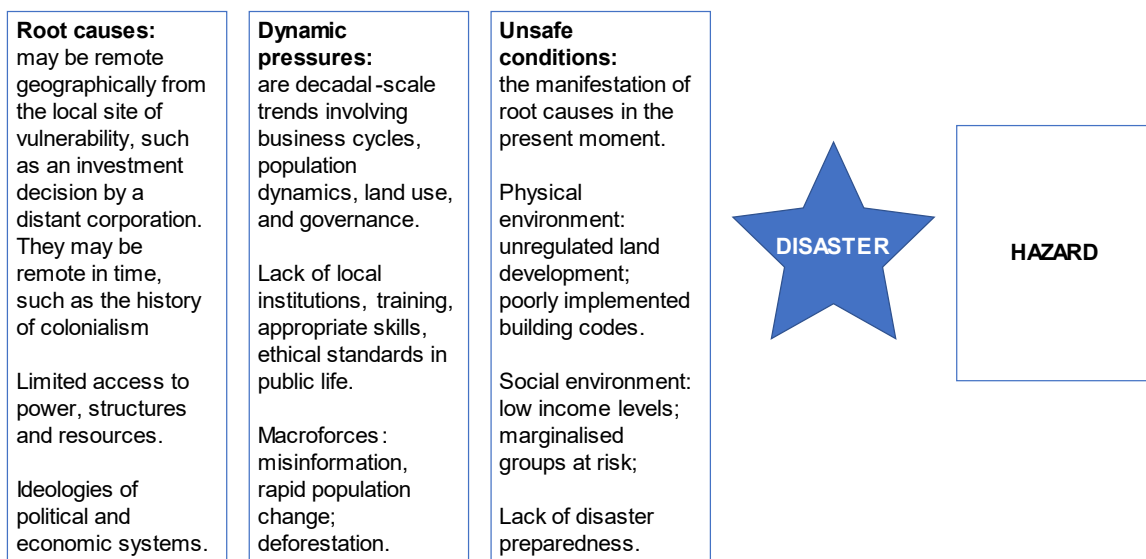 Root causes:
may be remote
geographically from
the local site of
vulnerability, such
as an investment
decision by a
distant corporation.
They may be
remote in time,
such as the history
of colonialism
Limited access to
power, structures
and resources.
Ideologies of
political and
economic systems.
Dynamic
pressures:
are decadal-scale
trends involving
business cycles,
population
dynamics, land use,
and governance.
Lack of local
institutions, training,
appropriate skills,
ethical standards in
public life.
Macroforces:
misinformation,
rapid population
change;
deforestation.
Unsafe
conditions:
the manifestation of
root causes in the
present moment.
Physical
environment:
unregulated land
development;
poorly implemented
building codes.
Social environment:
low income levels;
marginalised
groups at risk;
Lack of disaster
preparedness.
DISASTER
HAZARD